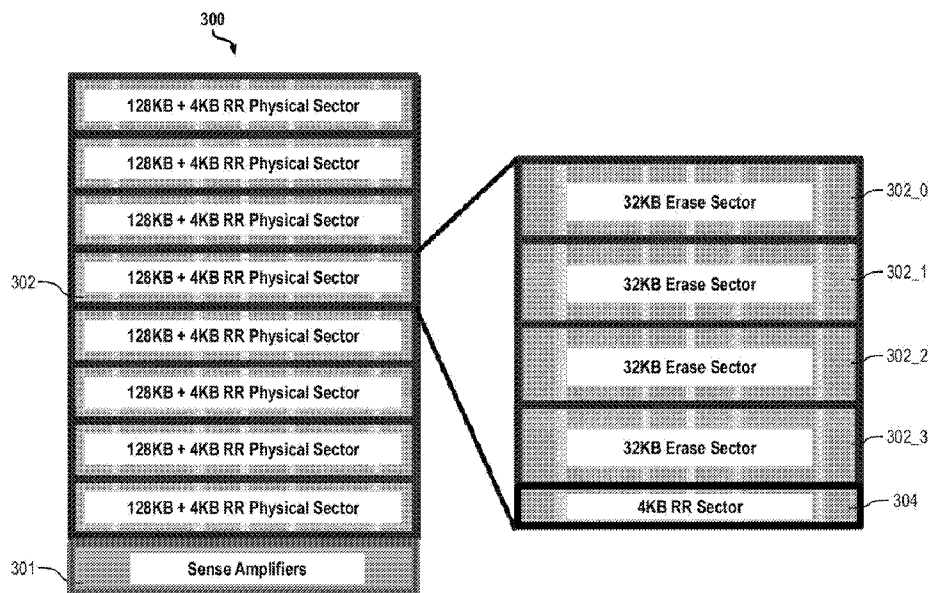 300
128KB + 4KB RR Physical Sector
128KB + 4KB RR Physical Sector
128KB + 4KB RR Physical Sector
302
128KB + 4KB RR Physical Sector
128KB + 4KB RR Physical Sector
128KB + 4KB RR Physical Sector
128KB + 4KB RR Physical Sector
128KB + 4KB RR Physical Sector
301
Sense Amplifiers
32KB Erase Sector
302_0
32KB Erase Sector
302_1
32KB Erase Sector
302_2
32KB Erase Sector
302_3
4KB RR Sector
304